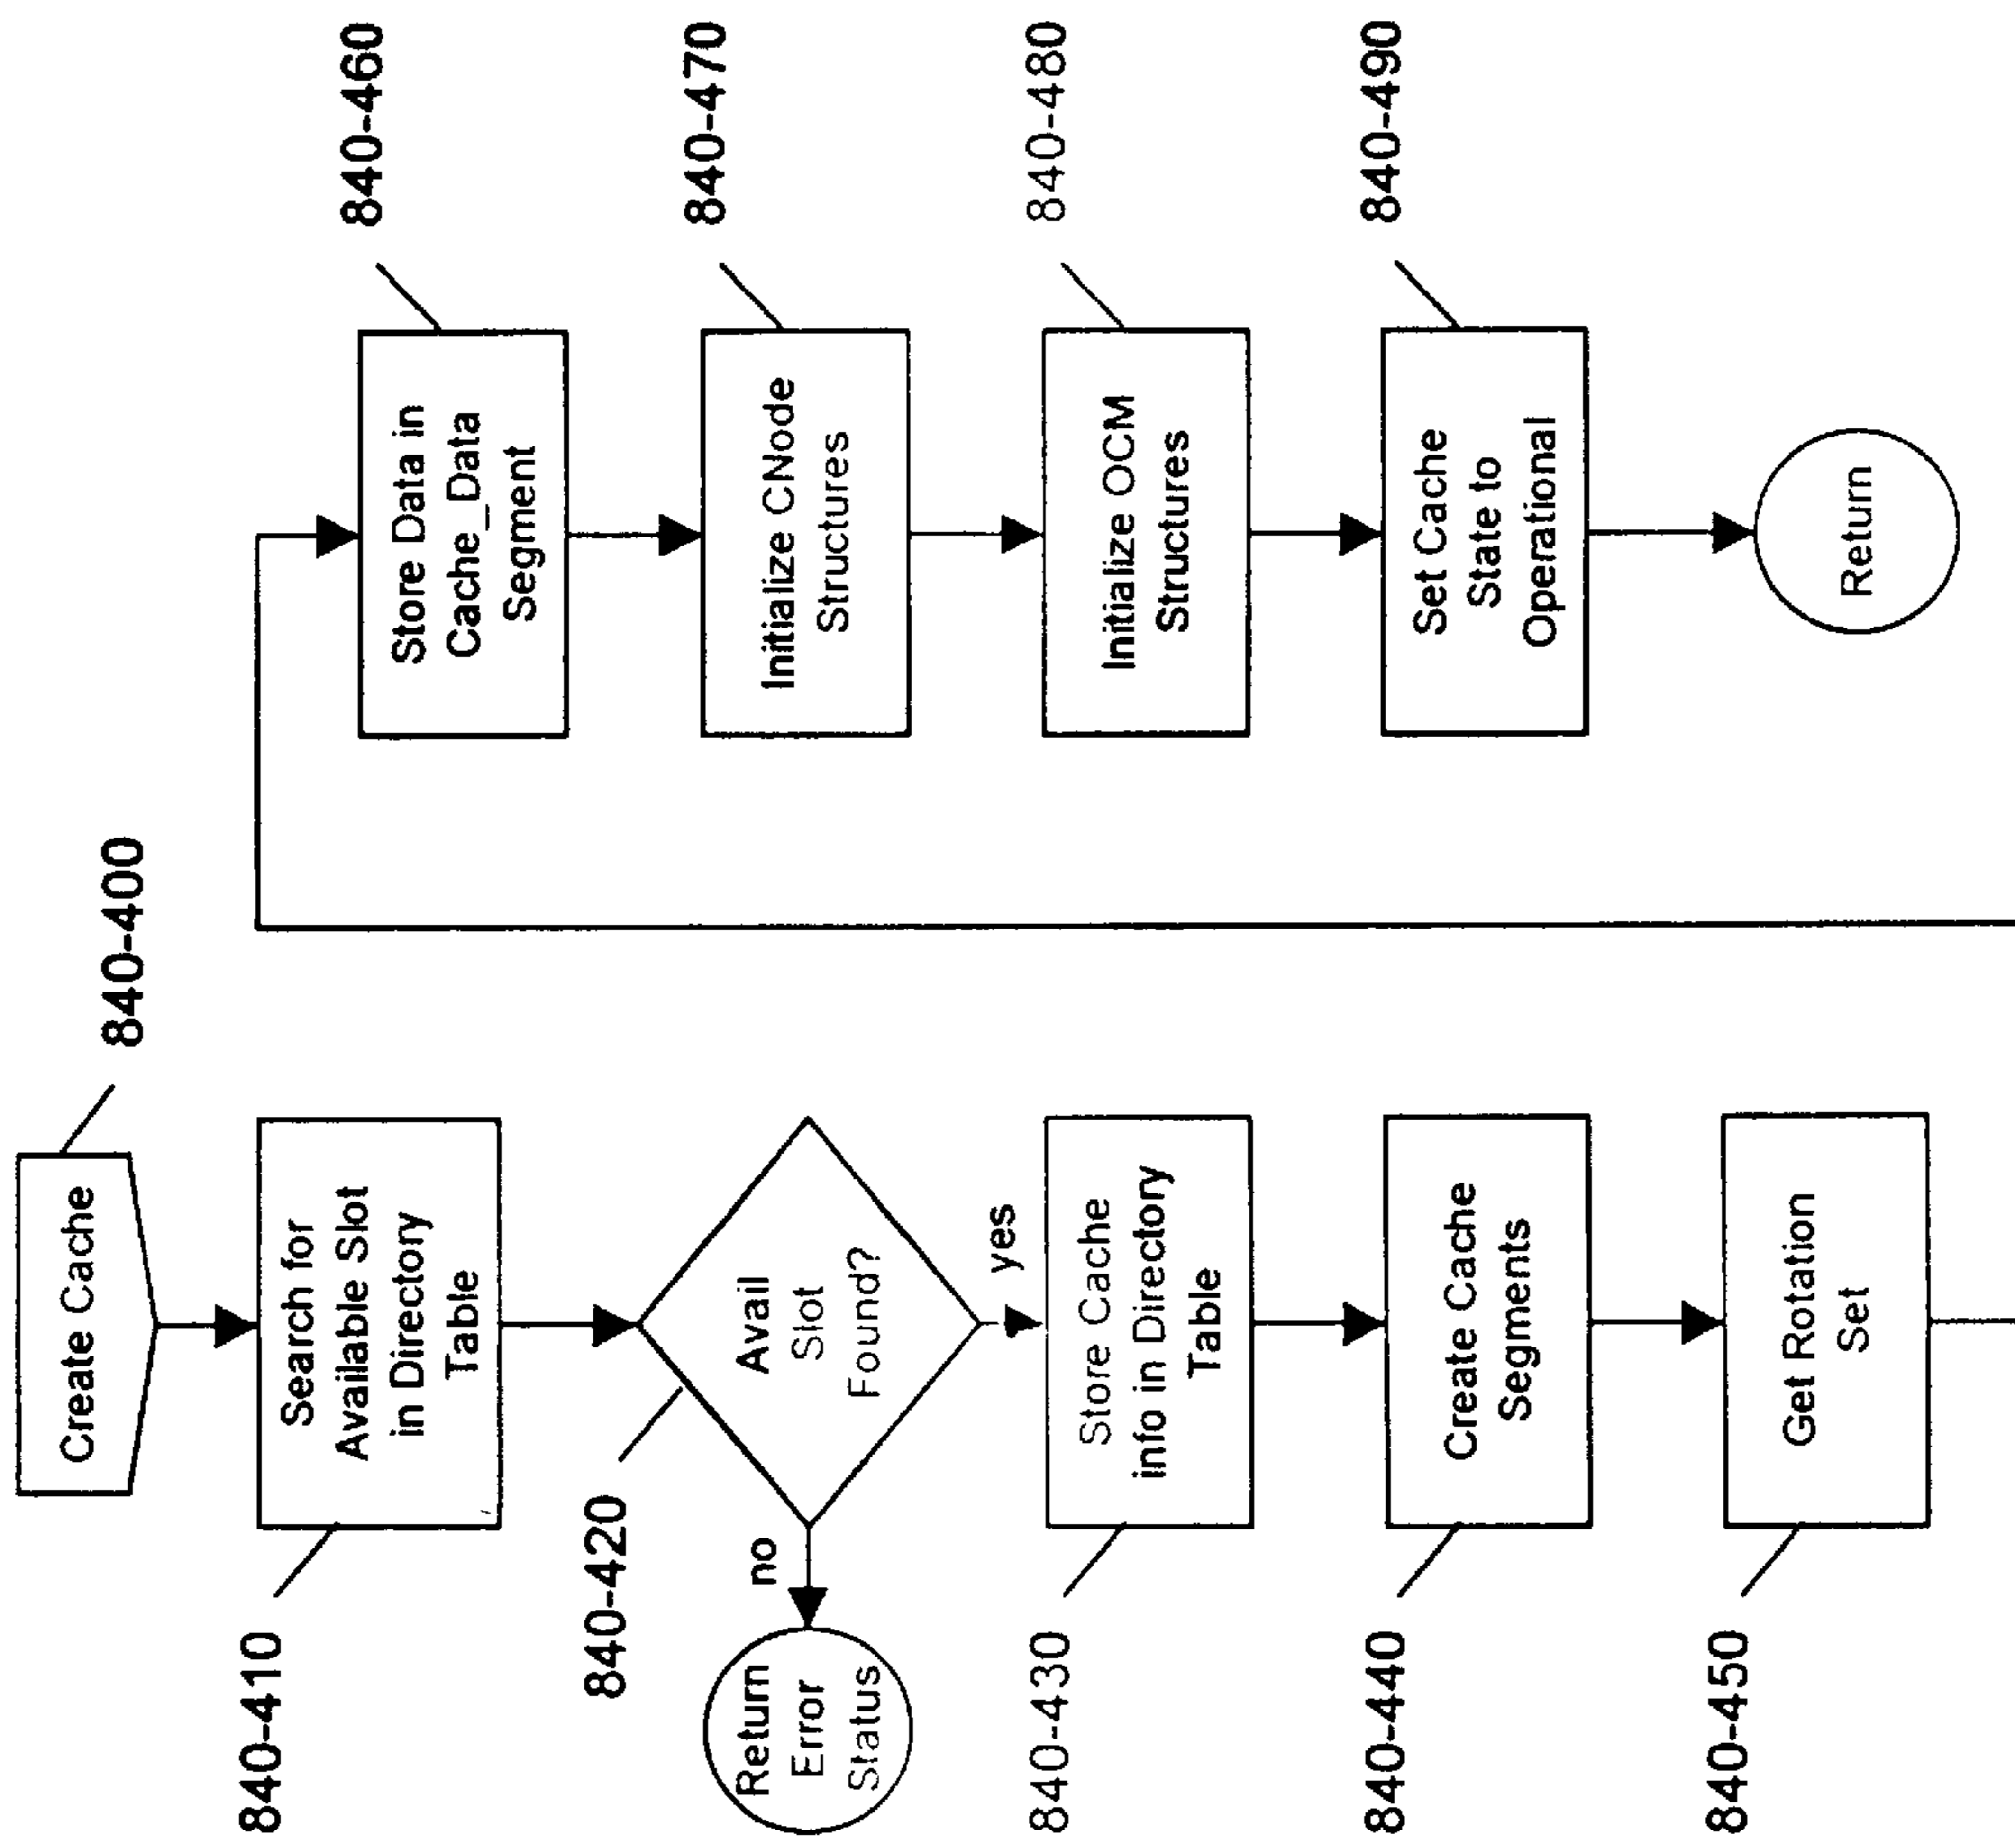 Create Cache
840-400
840-410
Search for
Available Slot
in Directory
Table
840-420
Avail
Slot
Found?
no
Return
Error
Status
yes
840-430
Store Cache
info in Directory
Table
840-440
Create Cache
Segments
840-450
Get Rotation
Set
840-460
Store Data in
Cache_Data
Segment
840-470
Initialize CNode
Structures
840-480
Initialize OCM
Structures
840-490
Set Cache
State to
Operational
Return